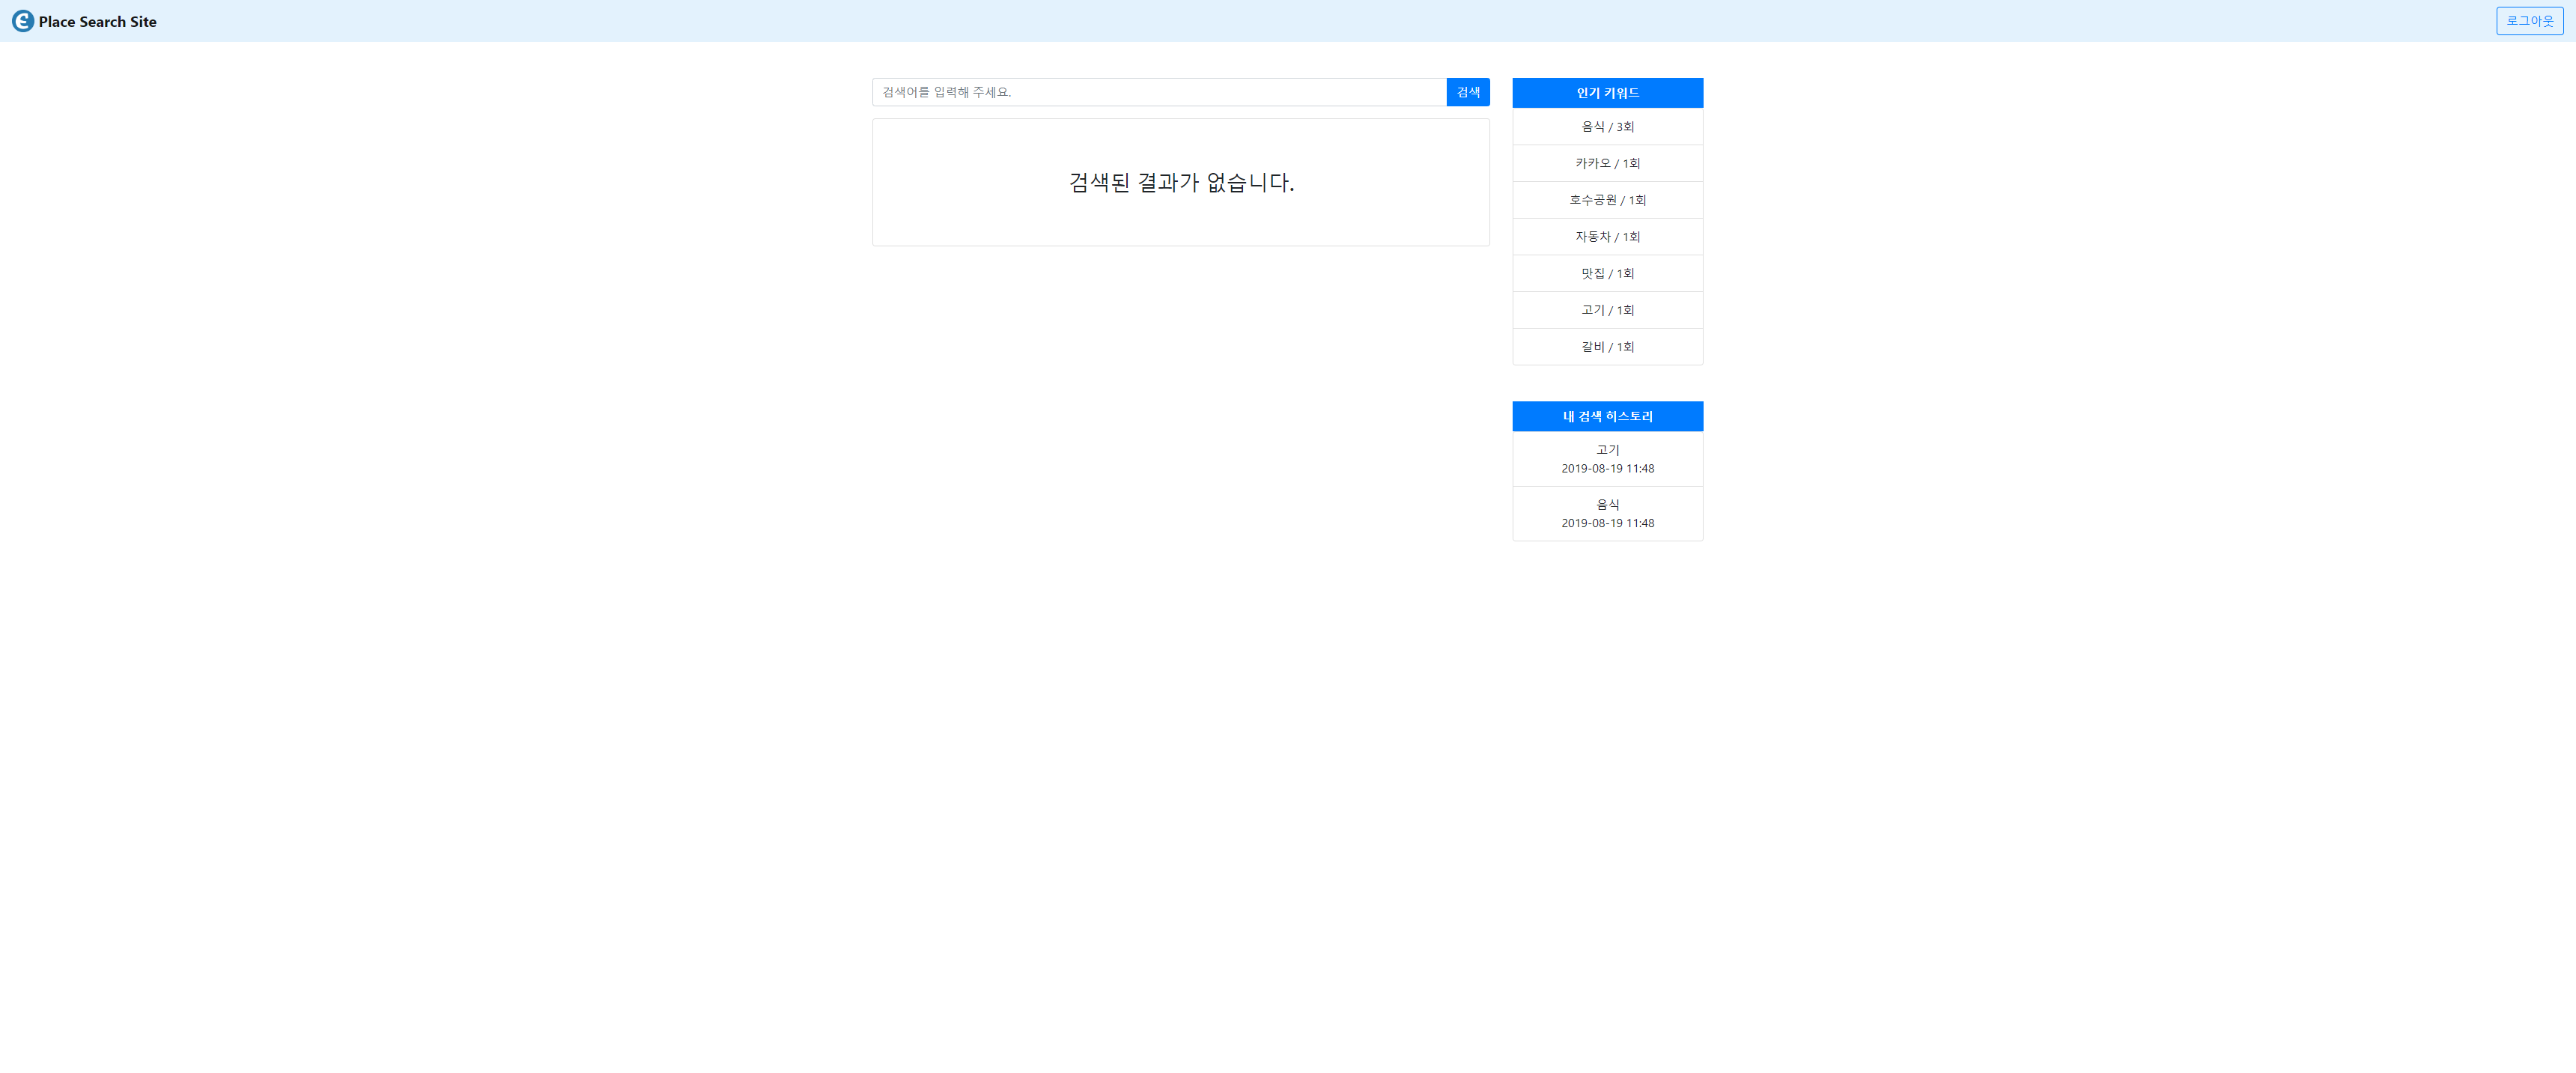 Place Search Site
로그아웃
검색어를 입력해 주세요.
검색
검색된 결과가 없습니다.
인기 키워드
음식 / 3회
카카오 / 1회
호수공원 / 1회
자동차 / 1회
맛집 / 1회
고기 / 1회
갈비 / 1회
내 검색 히스토리
고기
2019-08-19 11:48
음식
2019-08-19 11:48